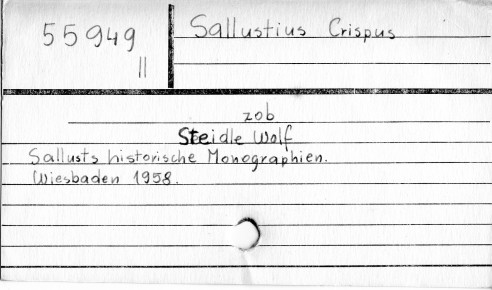 55949
II
Sallustius Crispus
zob
Steidle Wolf
Sallusts historische Monographien.
Wiesbaden 1958.